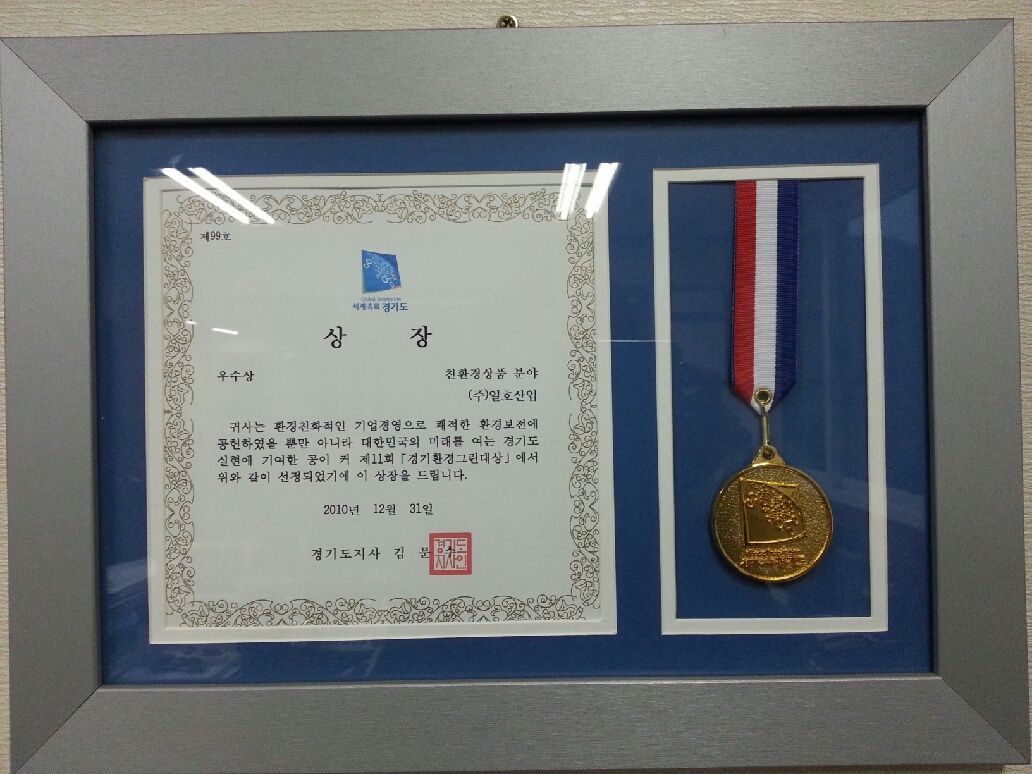 제99호
Global Inspiration
세계속의 경기도
상 장
우수상 친환경상품 분야
(주)일호산업
귀사는 환경친화적인 기업경영으로 쾌적한 환경보전에
공헌하였을 뿐만 아니라 대한민국의 미래를 여는 경기도
실현에 기여한 공이 커 제11회 「경기환경그린대상」에서
위와 같이 선정되었기에 이 상장을 드립니다.
2010년 12월 31일
경기도지사 김 문 수
경기도
지사인